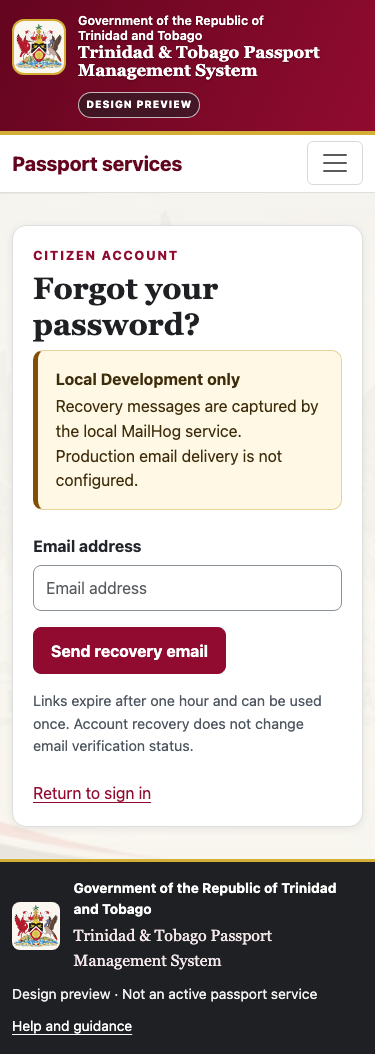 Government of the Republic of
Trinidad and Tobago
Trinidad & Tobago Passport
Management System
DESIGN PREVIEW
Passport services
CITIZEN ACCOUNT
Forgot your
password?
Local Development only
Recovery messages are captured by
the local MailHog service.
Production email delivery is not
configured.
Email address
Email address
Send recovery email
Links expire after one hour and can be used
once. Account recovery does not change
email verification status.
Return to sign in
Government of the Republic of Trinidad
and Tobago
Trinidad & Tobago Passport
Management System
Design preview · Not an active passport service
Help and guidance